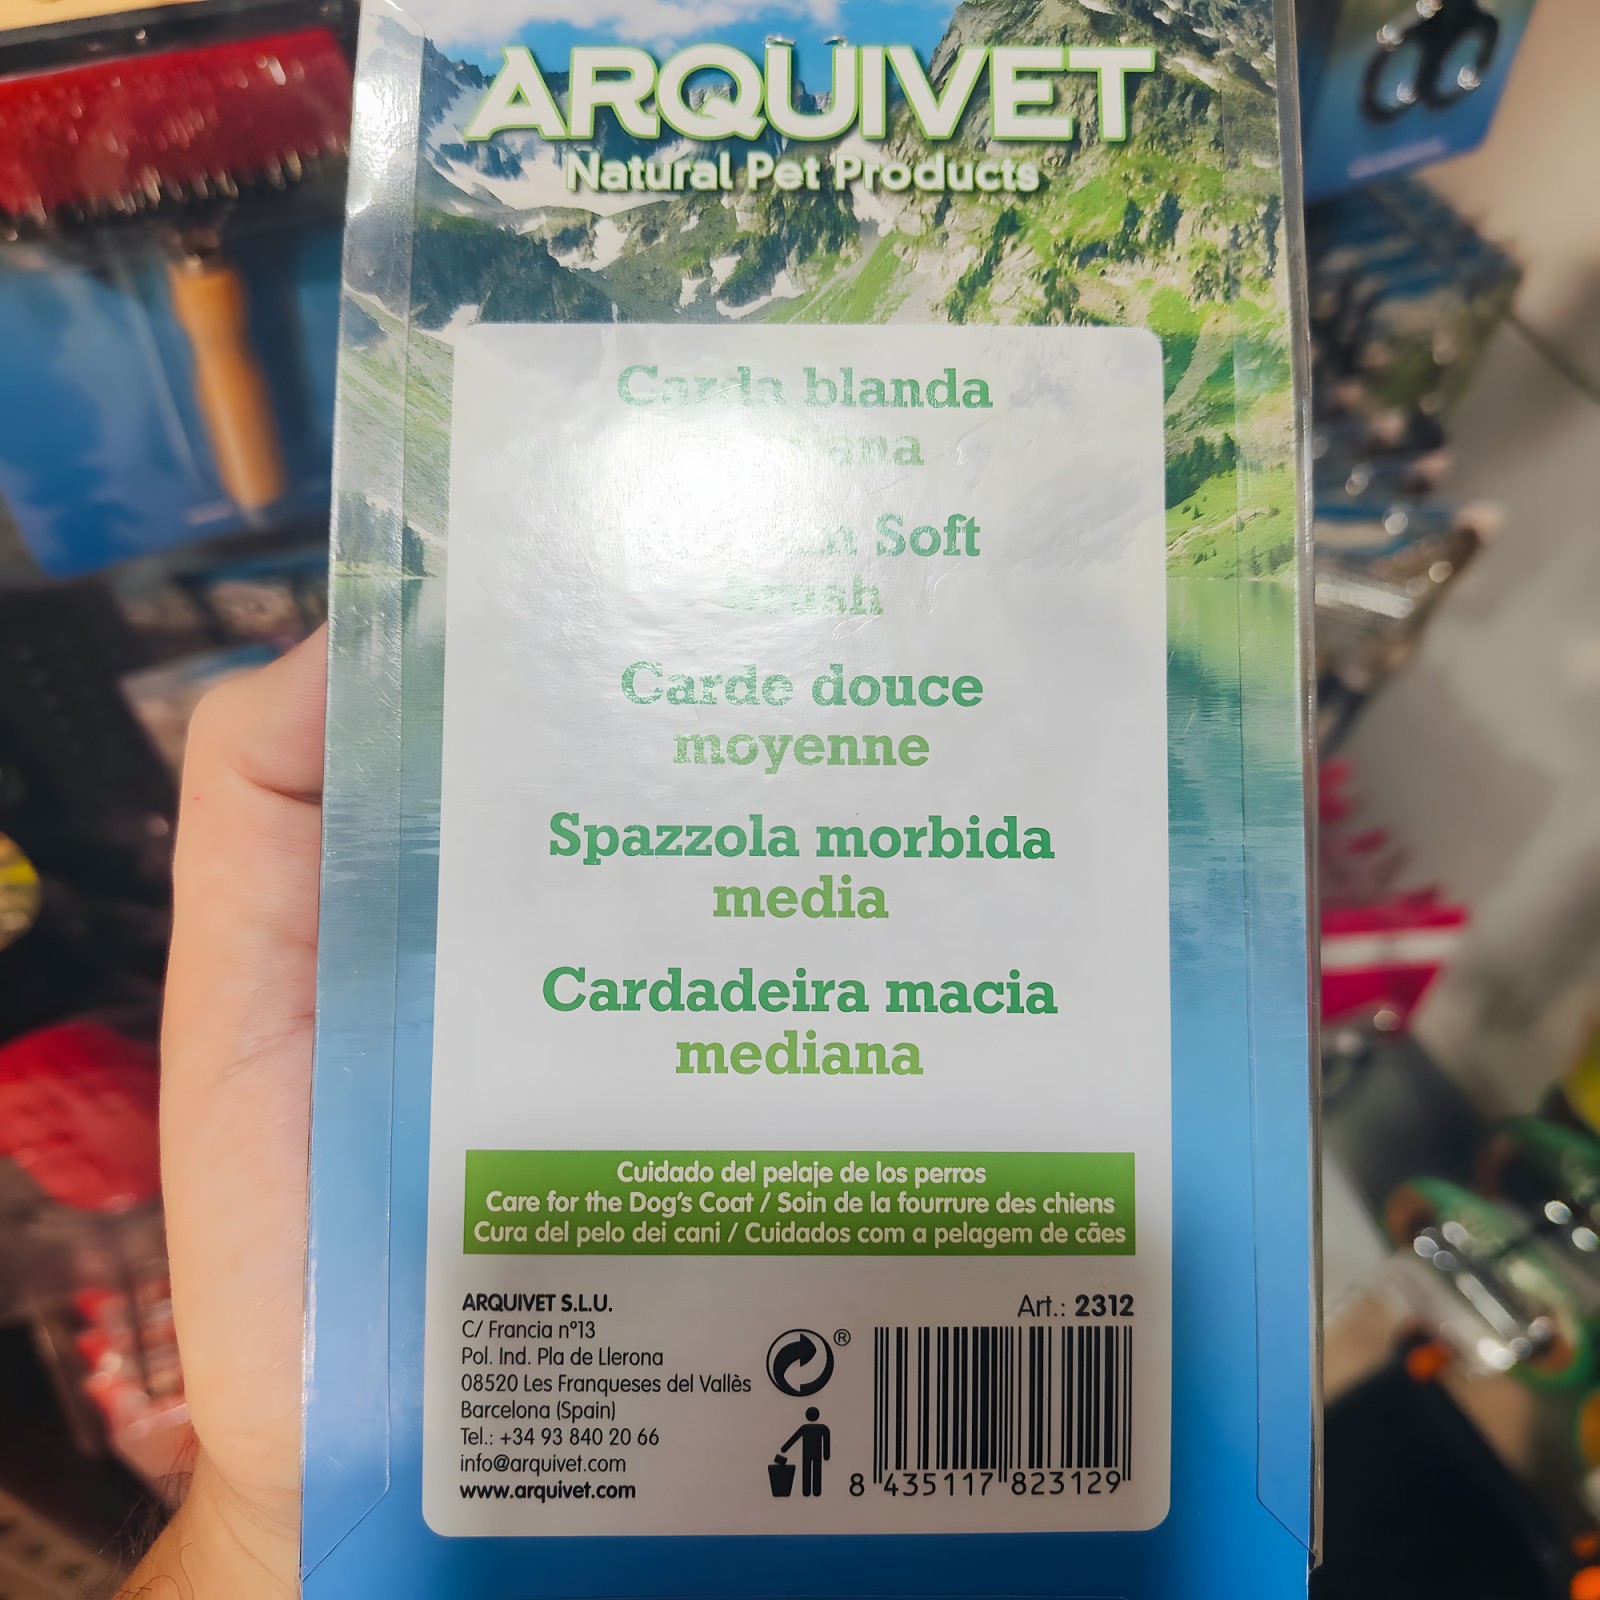 ARQUIVET
Natural Pet Products
Carda blanda
Soft
Carde douce
moyenne
Spazzola morbida
media
Cardadeira macia
mediana
Cuidado del pelaje de los perros
Care for the Dog's Coat / Soin de la fourrure des chiens
Cura del pelo dei cani / Cuidados com a pelagem de cães
ARQUIVET S.L.U.
C/ Francia nº13
Pol. Ind. Pla de Llerona
08520 Les Franqueses del Vallès
Barcelona (Spain)
Tel.: +34 93 840 20 66
info@arquivet.com
www.arquivet.com
Art.: 2312
®
8 435117 823129